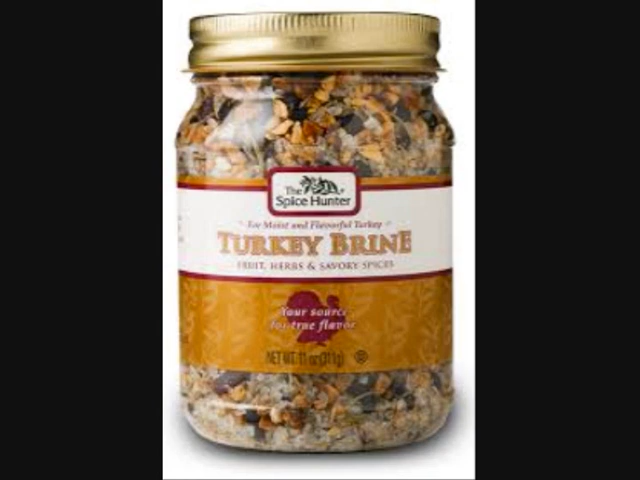 The
Spice Hunter
For Moist and Flavorful Turkey
TURKEY BRINE
FRUIT, HERBS & SAVORY SPICES
Your source
for true flavor
NET WT. 11 oz (311g)